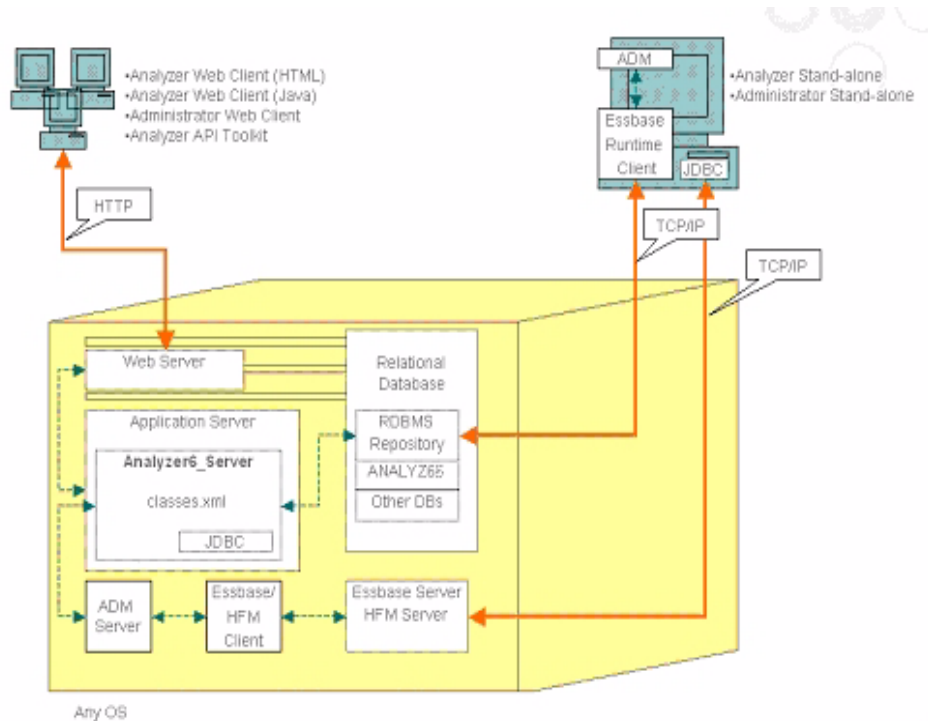 •Analyzer Web Client (HTML)
•Analyzer Web Client (Java)
•Administrator Web Client
•Analyzer API Toolkit
ADM
Essbase
Runtime
Client
JDBC
•Analyzer Stand-alone
•Administrator Stand-alone
HTTP
TCP/IP
TCP/IP
Web Server
Relational
Database
RDBMS
Repository
ANALYZ65
Other DBs
Application Server
Analyzer6_Server
classes.xml
JDBC
ADM
Server
Essbase/
HFM
Client
Essbase Server
HFM Server
Any OS